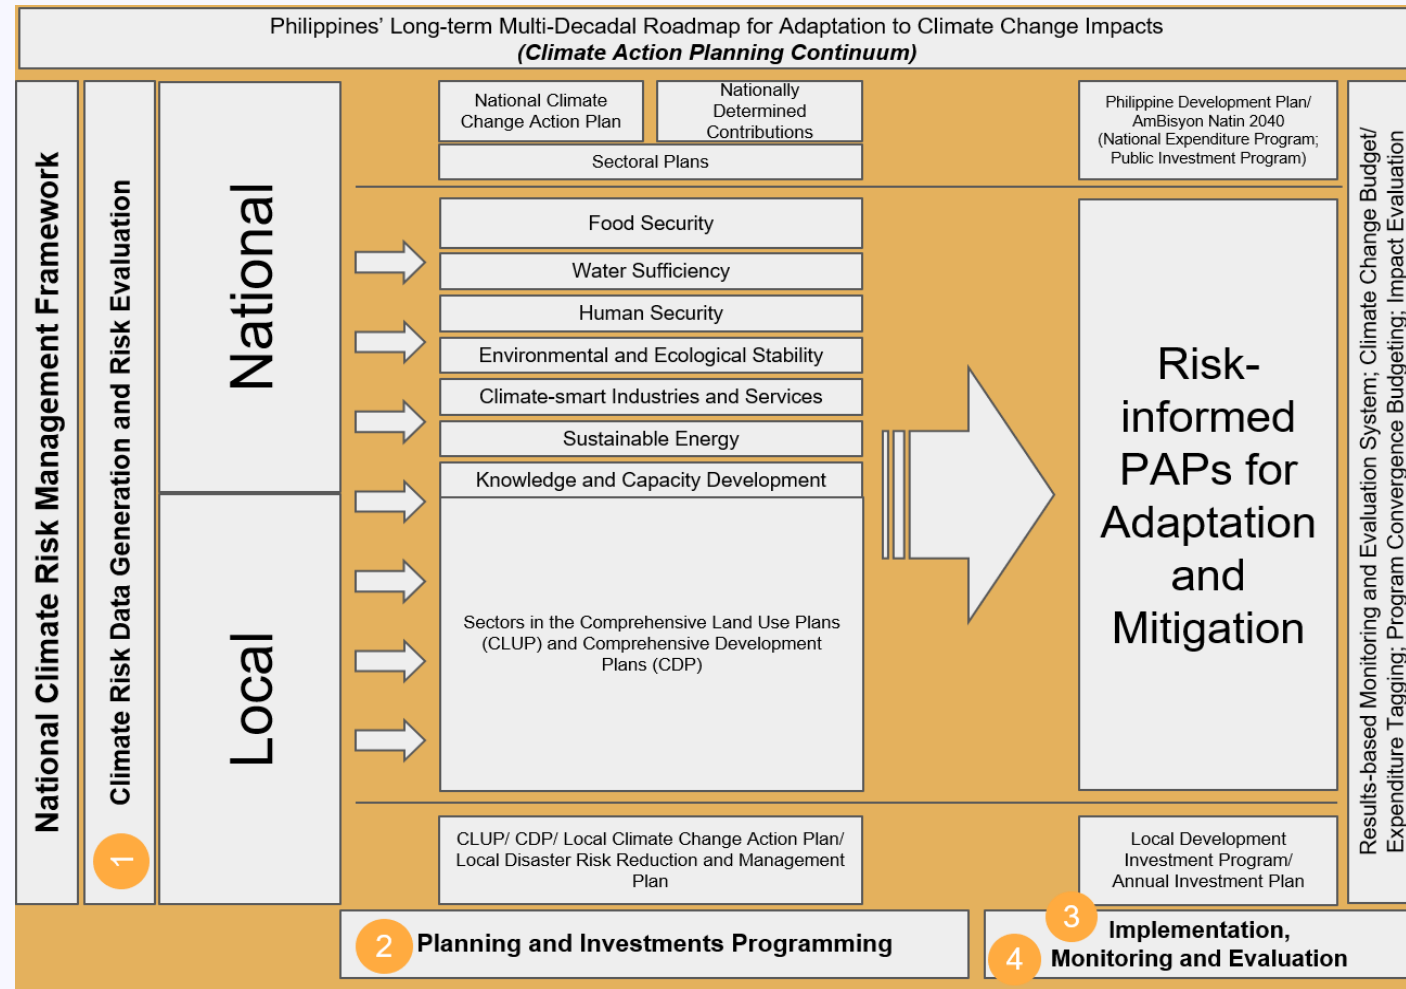 Philippines' Long-term Multi-Decadal Roadmap for Adaptation to Climate Change Impacts
(Climate Action Planning Continuum)
National Climate Risk Management Framework
Climate Risk Data Generation and Risk Evaluation
1
National
Local
National Climate
Change Action Plan
Nationally
Determined
Contributions
Sectoral Plans
Food Security
Water Sufficiency
Human Security
Environmental and Ecological Stability
Climate-smart Industries and Services
Sustainable Energy
Knowledge and Capacity Development
Sectors in the Comprehensive Land Use Plans
(CLUP) and Comprehensive Development
Plans (CDP)
CLUP/ CDP/ Local Climate Change Action Plan/
Local Disaster Risk Reduction and Management
Plan
Philippine Development Plan/
AmBisyon Natin 2040
(National Expenditure Program;
Public Investment Program)
Risk-
informed
PAPs for
Adaptation
and
Mitigation
Local Development
Investment Program/
Annual Investment Plan
Results-based Monitoring and Evaluation System; Climate Change Budget/
Expenditure Tagging; Program Convergence Budgeting; Impact Evaluation
2
Planning and Investments Programming
3
4
Implementation,
Monitoring and Evaluation